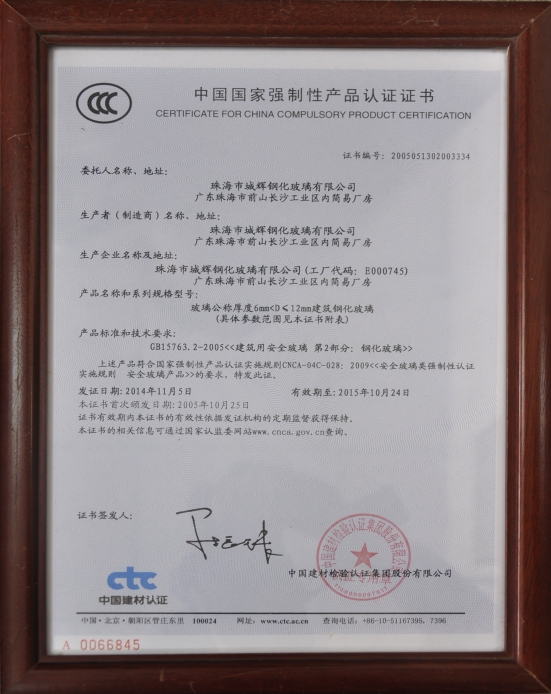 中国国家强制性产品认证证书
CERTIFICATE FOR CHINA COMPULSORY PRODUCT CERTIFICATION
证书编号：2005051302003334
委托人名称、地址：
珠海市城辉钢化玻璃有限公司
广东珠海市前山长沙工业区内简易厂房
生产者（制造商）名称、地址：
珠海市城辉钢化玻璃有限公司
广东珠海市前山长沙工业区内简易厂房
生产企业名称及地址：
珠海市城辉钢化玻璃有限公司(工厂代码：E000745)
广东珠海市前山长沙工业区内简易厂房
产品名称和系列规格型号：
玻璃公称厚度6mm<D≤12mm建筑钢化玻璃
(具体参数范围见本证书附表)
产品标准和技术要求：
GB15763.2-2005<<建筑用安全玻璃 第2部分：钢化玻璃>>
上述产品符合国家强制性产品认证实施规则CNCA-04C-028：2009<<安全玻璃类强制性认证
实施规则 安全玻璃产品>>的要求，特发此证。
发证日期：2014年11月5日 有效期至：2015年10月24日
本证书首次颁发日期：2005年10月25日
证书有效期内本证书的有效性依据发证机构的定期监督获得保持。
本证书的相关信息可通过国家认监委网站www.cnca.gov.cn查询。
证书签发人：
中国建材检验认证集团股份有限公司
ctc
中国建材认证
中国·北京·朝阳区管庄东里 100024 网址：www.ctc.ac.cn 查询电话：+86-10-51167395，7396
A 0066845